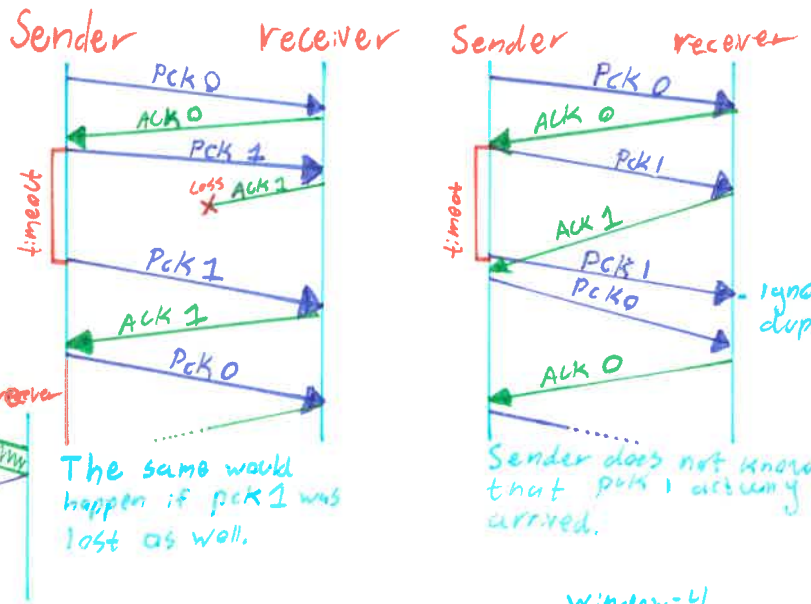 Sender receiver
Pck 0
ACK 0
Pck 1
timeout
Loss
ACK 1
Pck 1
ACK 1
Pck 0
The same would
happen if pck 1 was
lost as well.
Sender receiver
Pck 0
ACK 0
Pck 1
timeout
ACK 1
Pck 1
Pck 0
ACK 0
Sender does not know
that pck 1 actually
arrived.